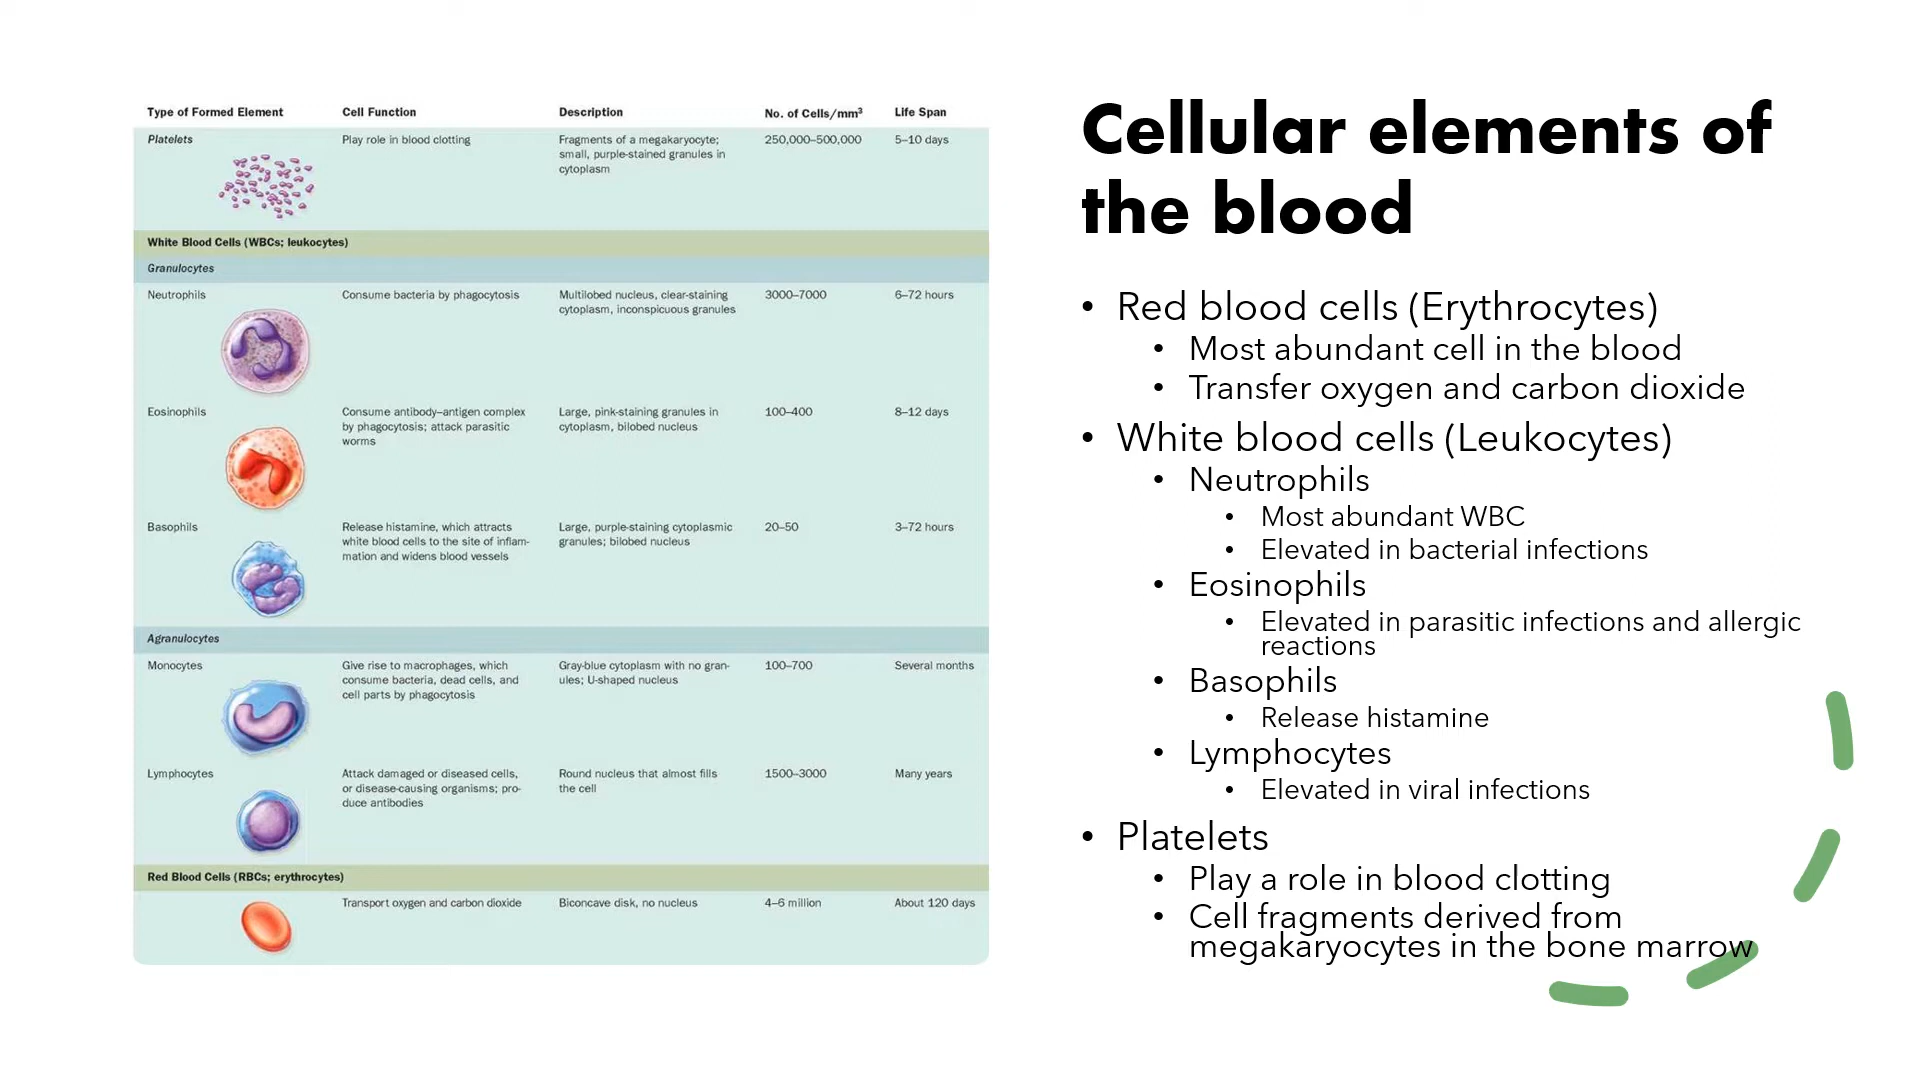 Type of Formed Element Cell Function Description No. of Cells/mm³ Life Span
Platelets Play role in blood clotting Fragments of a megakaryocyte; 250,000–500,000 5–10 days
small, purple-stained granules in
cytoplasm
White Blood Cells (WBCs; leukocytes)
Granulocytes
Neutrophils Consume bacteria by phagocytosis Multilobed nucleus, clear-staining 3000–7000 6–72 hours
cytoplasm, inconspicuous granules
Eosinophils Consume antibody–antigen complex Large, pink-staining granules in 100–400 8–12 days
by phagocytosis; attack parasitic cytoplasm, bilobed nucleus
worms
Basophils Release histamine, which attracts Large, purple-staining cytoplasmic 20–50 3–72 hours
white blood cells to the site of inflam- granules; bilobed nucleus
mation and widens blood vessels
Agranulocytes
Monocytes Give rise to macrophages, which Gray-blue cytoplasm with no gran- 100–700 Several months
consume bacteria, dead cells, and ules; U-shaped nucleus
cell parts by phagocytosis
Lymphocytes Attack damaged or diseased cells, Round nucleus that almost fills 1500–3000 Many years
or disease-causing organisms; pro- the cell
duce antibodies
Red Blood Cells (RBCs; erythrocytes)
Transport oxygen and carbon dioxide Biconcave disk, no nucleus 4–6 million About 120 days
Cellular elements of
the blood
• Red blood cells (Erythrocytes)
• Most abundant cell in the blood
• Transfer oxygen and carbon dioxide
• White blood cells (Leukocytes)
• Neutrophils
• Most abundant WBC
• Elevated in bacterial infections
• Eosinophils
• Elevated in parasitic infections and allergic
reactions
• Basophils
• Release histamine
• Lymphocytes
• Elevated in viral infections
• Platelets
• Play a role in blood clotting
• Cell fragments derived from
megakaryocytes in the bone marrow